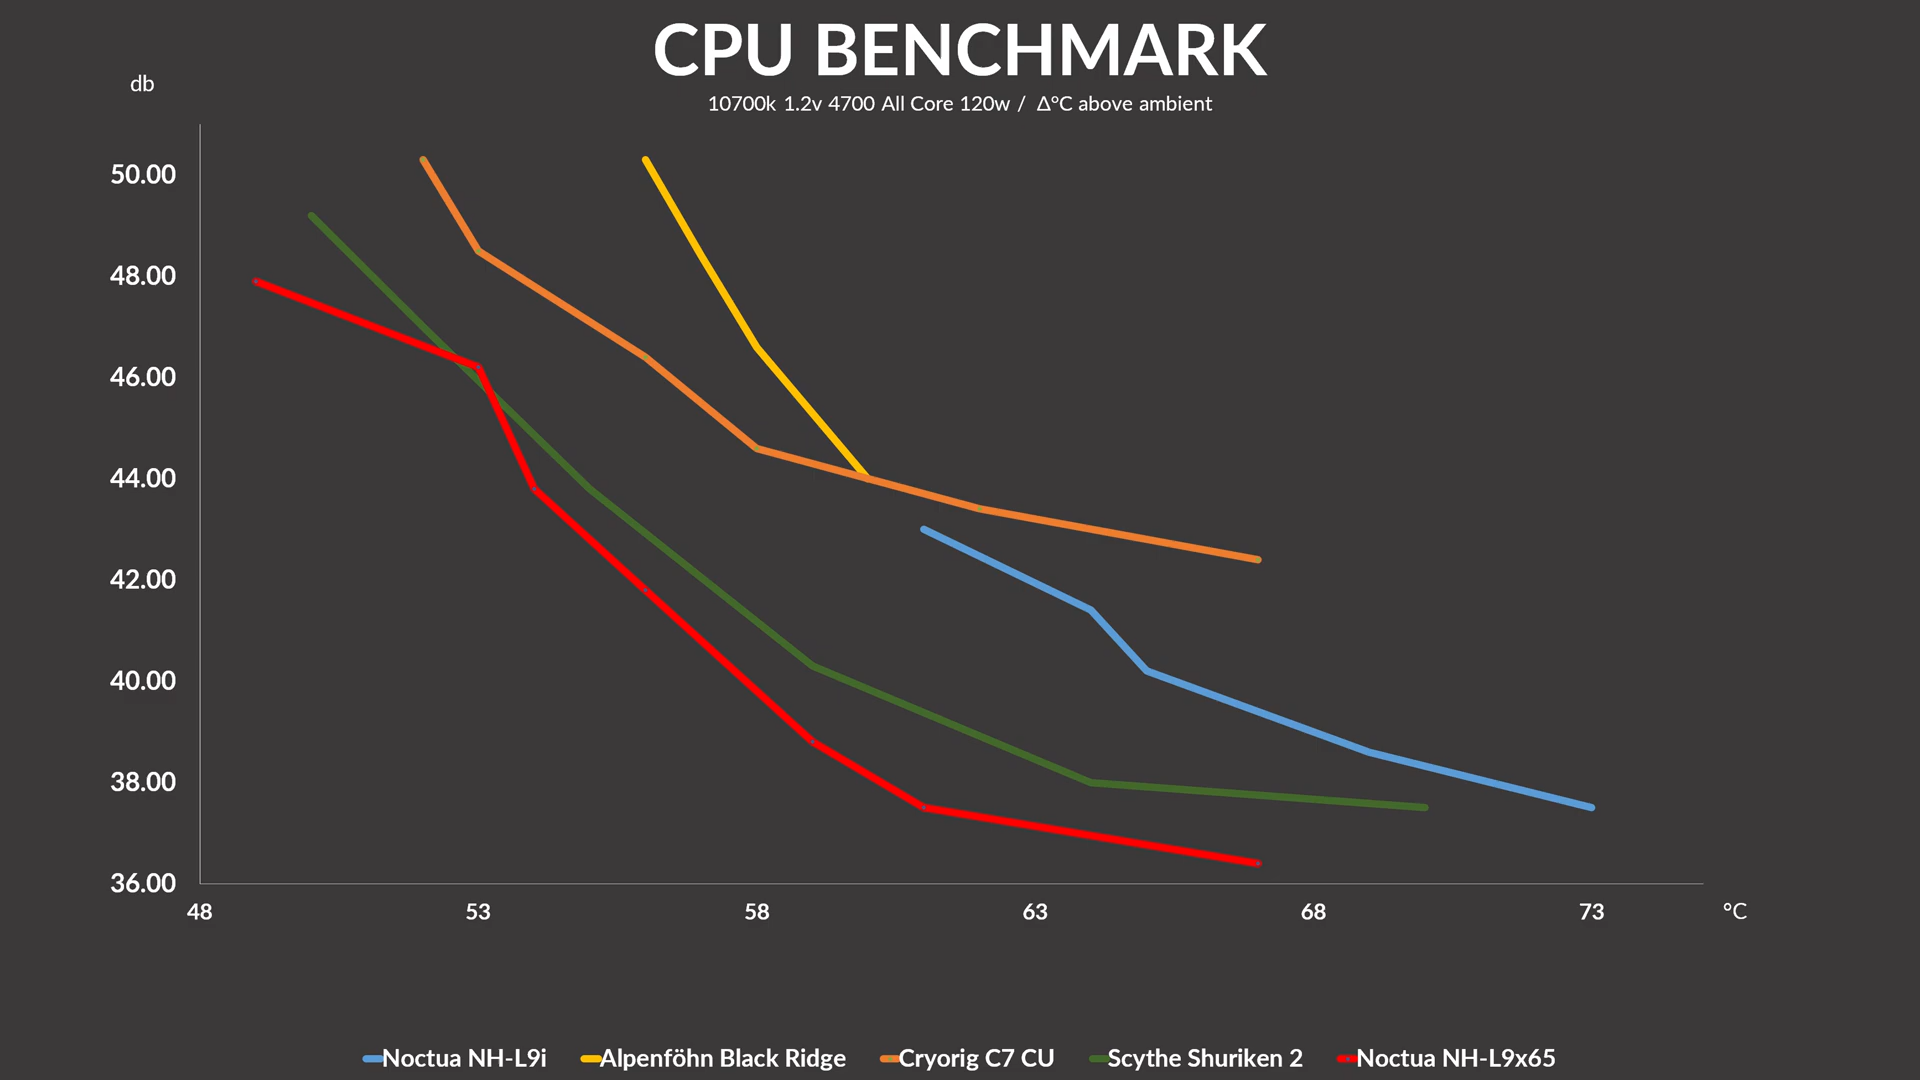 CPU BENCHMARK
db
10700k 1.2v 4700 All Core 120w / Δ°C above ambient
50.00
48.00
46.00
44.00
42.00
40.00
38.00
36.00
48 53 58 63 68 73 °C
Noctua NH-L9i Alpenföhn Black Ridge Cryorig C7 CU Scythe Shuriken 2 Noctua NH-L9x65